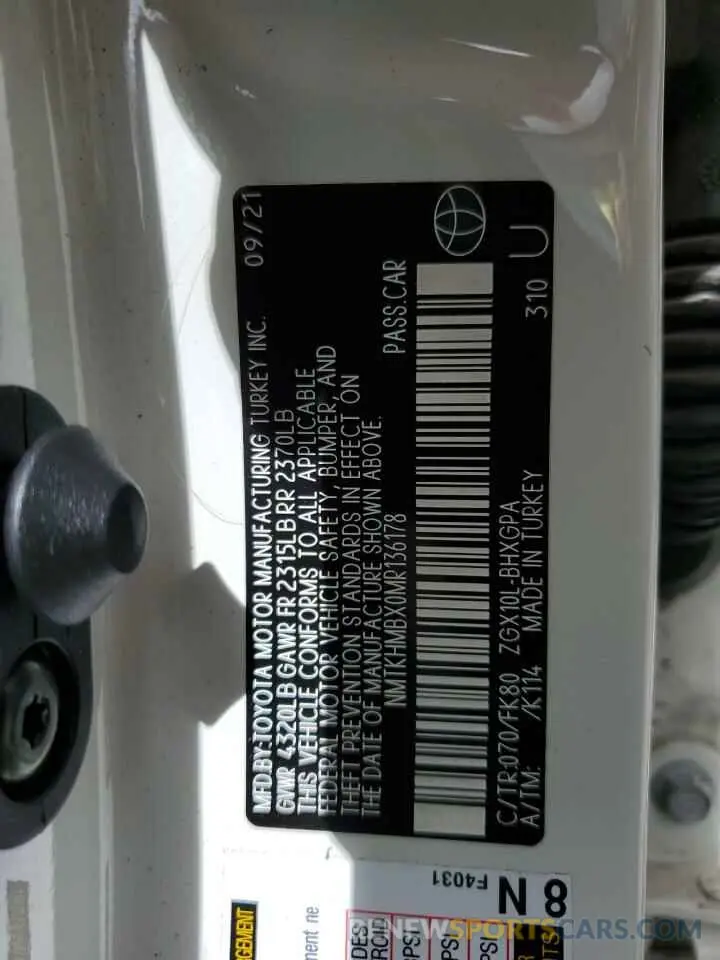 MFD.BY:TOYOTA MOTOR MANUFACTURING TURKEY INC. 09/21
GVWR 4320LB GAWR FR 2315LB RR 2370LB
THIS VEHICLE CONFORMS TO ALL APPLICABLE
FEDERAL MOTOR VEHICLE SAFETY, BUMPER, AND
THEFT PREVENTION STANDARDS IN EFFECT ON
THE DATE OF MANUFACTURE SHOWN ABOVE.
NMTKHMBX0MR136178 PASS.CAR
C/TR:070/FK80 ZGX10L-BHXGPA 310 U
A/TM: /K114 MADE IN TURKEY
F4031
8 N
RENEWSPORTSCARS.COM